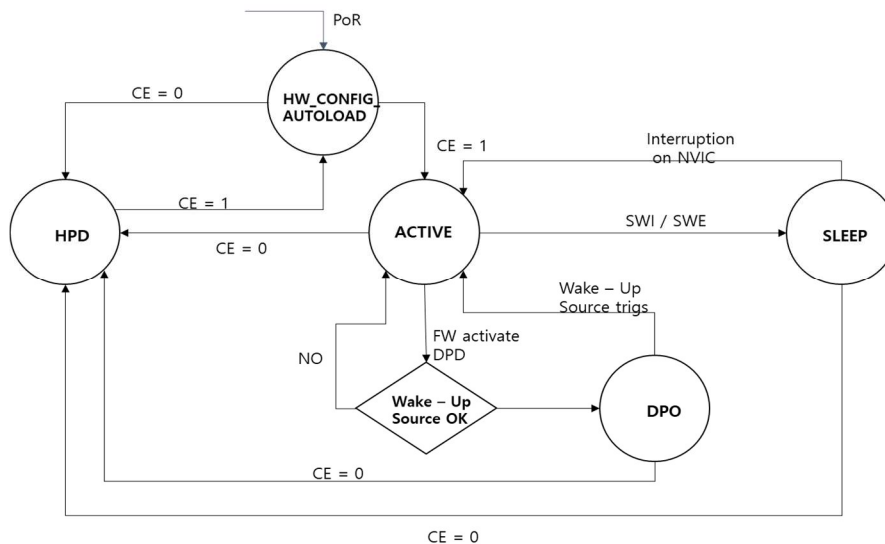 PoR
HW_CONFIG_
AUTOLOAD
CE = 0
CE = 1
Interruption
on NVIC
CE = 1
HPD
ACTIVE
SWI / SWE
SLEEP
CE = 0
Wake – Up
Source trigs
FW activate
DPD
NO
Wake – Up
Source OK
DPO
CE = 0
CE = 0